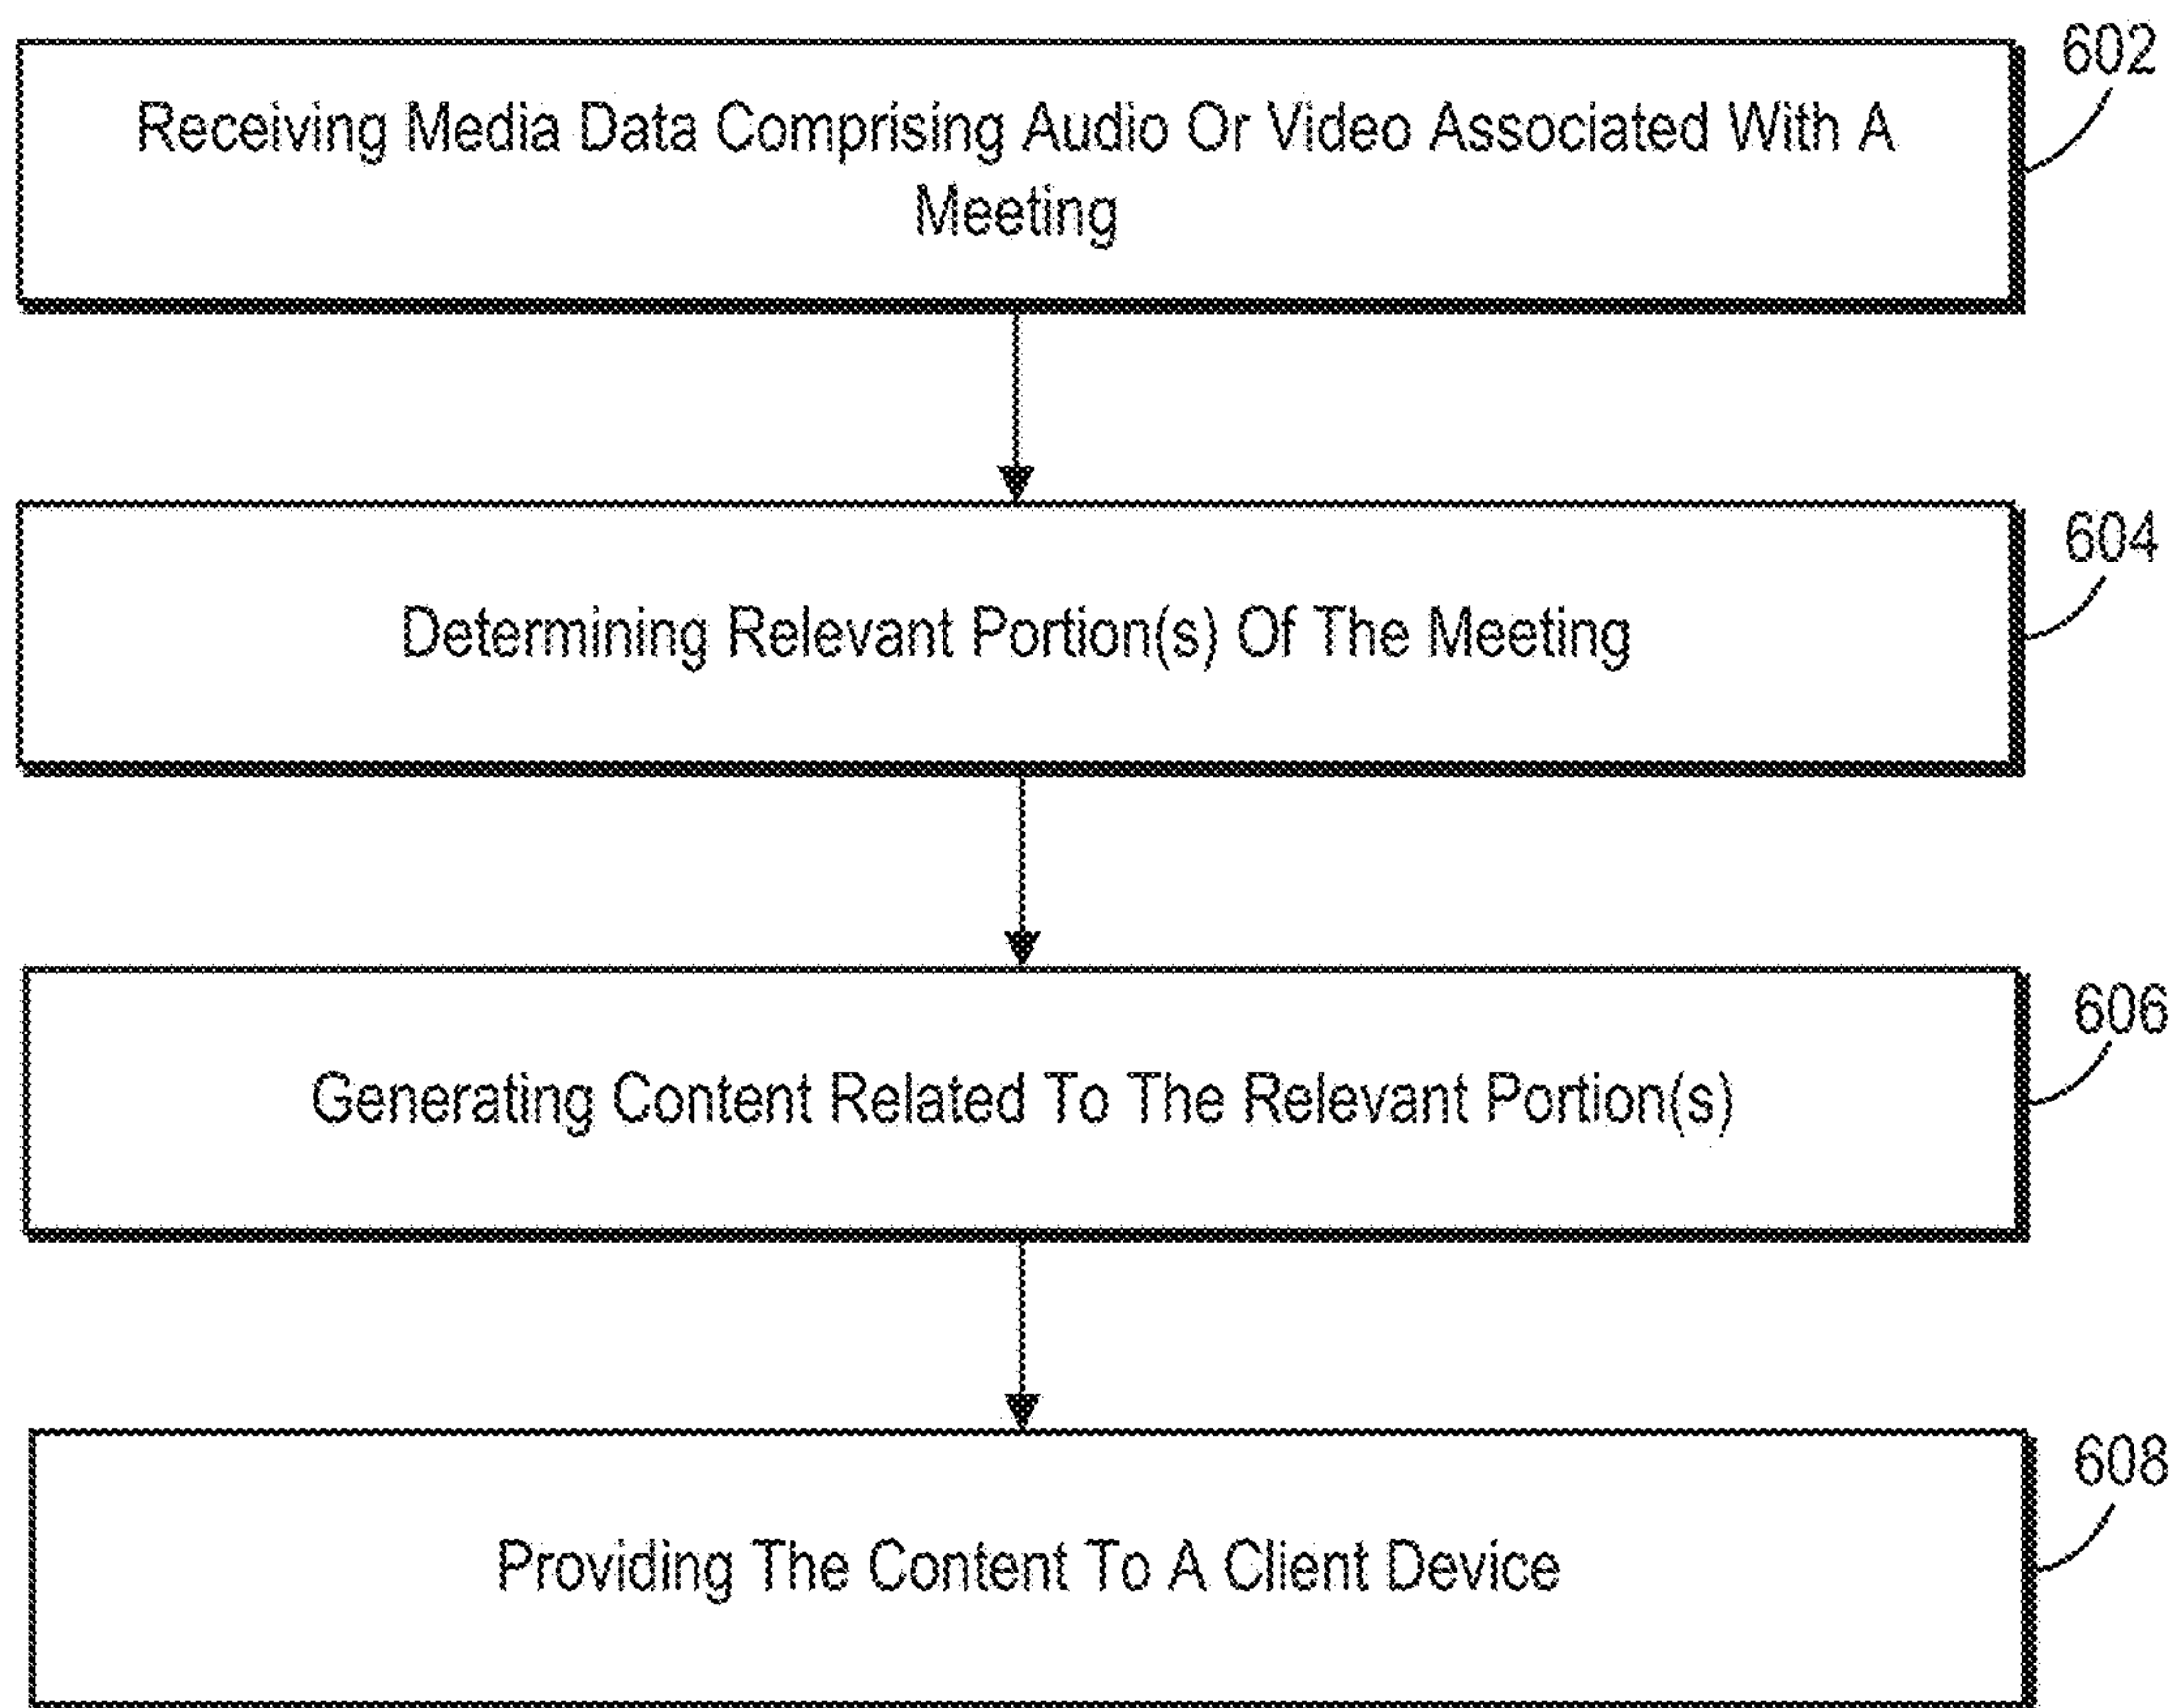 602
Receiving Media Data Comprising Audio Or Video Associated With A
Meeting
604
Determining Relevant Portion(s) Of The Meeting
606
Generating Content Related To The Relevant Portion(s)
608
Providing The Content To A Client Device